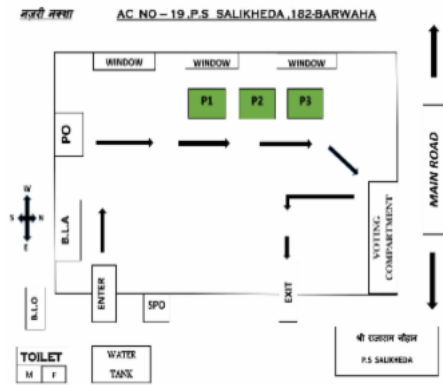 नज़री नक्शा AC NO – 19 ,P.S SALIKHEDA ,182-BARWAHA
WINDOW WINDOW WINDOW
P1 P2 P3
PO
MAIN ROAD
W
S N
E
B.L.A
VOTING
COMPARTMENT
ENTER
EXIT
B.L.O
SPO
श्री राजाराम चौहान
P.S SALIKHEDA
TOILET
M F
WATER
TANK